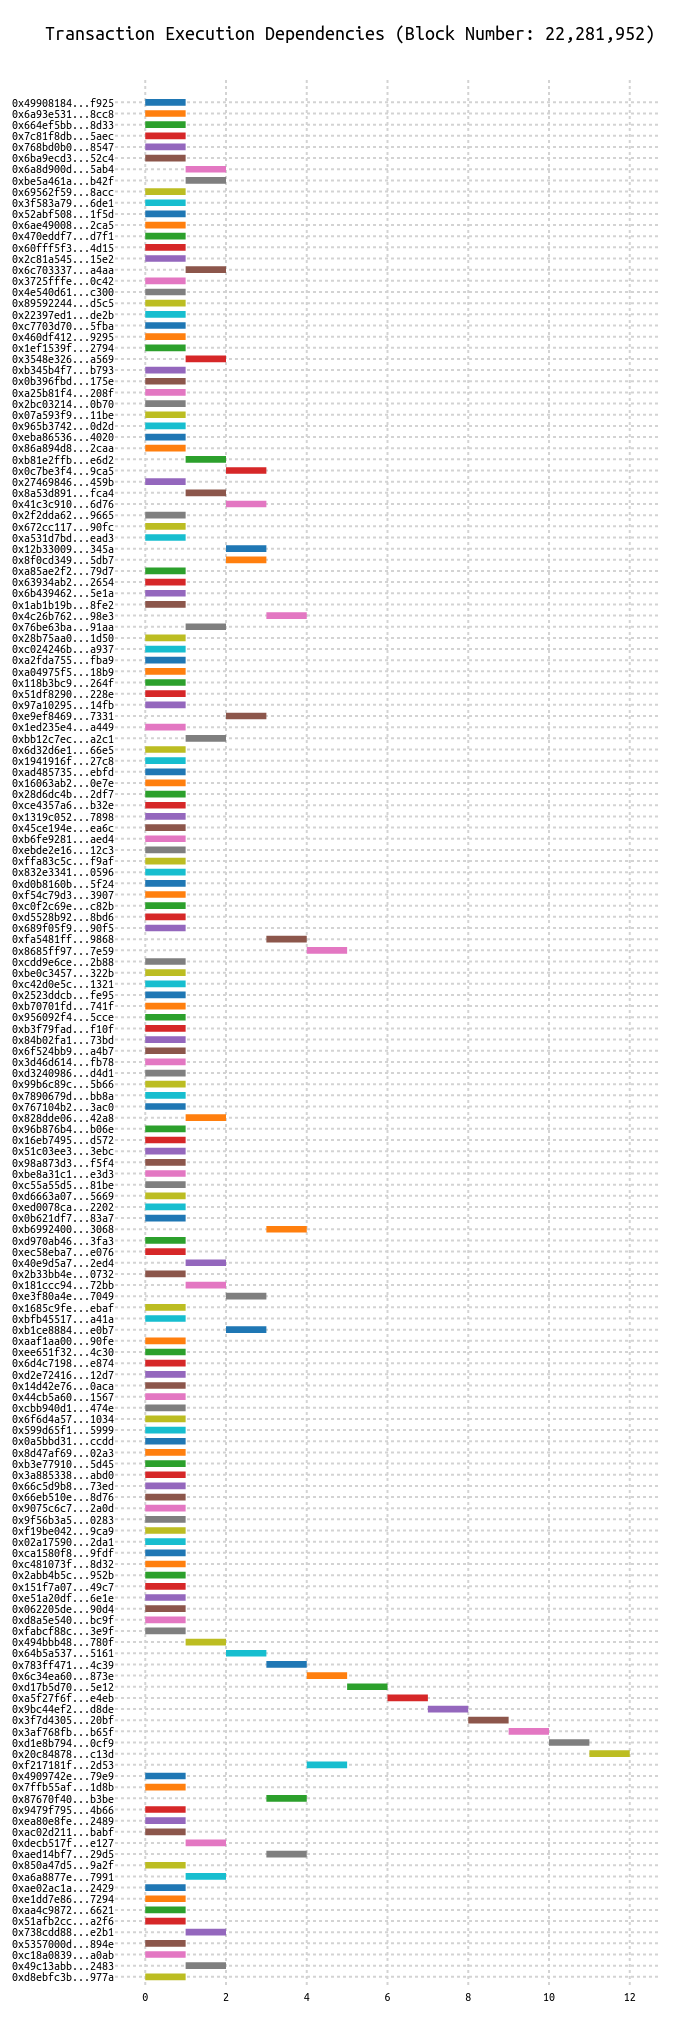 Transaction Execution Dependencies (Block Number: 22,281,952)
0x49908184...f925
0x6a93e531...8cc8
0x664ef5bb...8d33
0x7c81f8db...5aec
0x768bd0b0...8547
0x6ba9ecd3...52c4
0x6a8d900d...5ab4
0xbe5a461a...b42f
0x69562f59...8acc
0x3f583a79...6de1
0x52abf508...1f5d
0x6ae49008...2ca5
0x470eddf7...d7f1
0x60fff5f3...4d15
0x2c81a545...15e2
0x6c703337...a4aa
0x3725fffe...0c42
0x4e540d61...c300
0x89592244...d5c5
0x22397ed1...de2b
0xc7703d70...5fba
0x460df412...9295
0x1ef1539f...2794
0x3548e326...a569
0xb345b4f7...b793
0x0b396fbd...175e
0xa25b81f4...208f
0x2bc03214...0b70
0x07a593f9...11be
0x965b3742...0d2d
0xeba86536...4020
0x86a894d8...2caa
0xb81e2ffb...e6d2
0x0c7be3f4...9ca5
0x27469846...459b
0x8a53d891...fca4
0x41c3c910...6d76
0x2f2dda62...9665
0x672cc117...90fc
0xa531d7bd...ead3
0x12b33009...345a
0x8f0cd349...5db7
0xa85ae2f2...79d7
0x63934ab2...2654
0x6b439462...5e1a
0x1ab1b19b...8fe2
0x4c26b762...98e3
0x76be63ba...91aa
0x28b75aa0...1d50
0xc024246b...a937
0xa2fda755...fba9
0xa04975f5...18b9
0x118b3bc9...264f
0x51df8290...228e
0x97a10295...14fb
0xe9ef8469...7331
0x1ed235e4...a449
0xbb12c7ec...a2c1
0x6d32d6e1...66e5
0x1941916f...27c8
0xad485735...ebfd
0x16063ab2...0e7e
0x28d6dc4b...2df7
0xce4357a6...b32e
0x1319c052...7898
0x45ce194e...ea6c
0xb6fe9281...aed4
0xebde2e16...12c3
0xffa83c5c...f9af
0x832e3341...0596
0xd0b8160b...5f24
0xf54c79d3...3907
0xc0f2c69e...c82b
0xd5528b92...8bd6
0x689f05f9...90f5
0xfa5481ff...9868
0x8685ff97...7e59
0xcdd9e6ce...2b88
0xbe0c3457...322b
0xc42d0e5c...1321
0x2523ddcb...fe95
0xb70701fd...741f
0x956092f4...5cce
0xb3f79fad...f10f
0x84b02fa1...73bd
0x6f524bb9...a4b7
0x3d46d614...fb78
0xd3240986...d4d1
0x99b6c89c...5b66
0x7890679d...bb8a
0x767104b2...3ac0
0x828dde06...42a8
0x96b876b4...b06e
0x16eb7495...d572
0x51c03ee3...3ebc
0x98a873d3...f5f4
0xbe8a31c1...e3d3
0xc55a55d5...81be
0xd6663a07...5669
0xed0078ca...2202
0x0b621df7...83a7
0xb6992400...3068
0xd970ab46...3fa3
0xec58eba7...e076
0x40e9d5a7...2ed4
0x2b33bb4e...0732
0x181ccc94...72bb
0xe3f80a4e...7049
0x1685c9fe...ebaf
0xbfb45517...a41a
0xb1ce8884...e0b7
0xaaf1aa00...90fe
0xee651f32...4c30
0x6d4c7198...e874
0xd2e72416...12d7
0x14d42e76...0aca
0x44cb5a60...1567
0xcbb940d1...474e
0x6f6d4a57...1034
0x599d65f1...5999
0x0a5bbd31...ccdd
0x8d47af69...02a3
0xb3e77910...5d45
0x3a885338...abd0
0x66c5d9b8...73ed
0x66eb510e...8d76
0x9075c6c7...2a0d
0x9f56b3a5...0283
0xf19be042...9ca9
0x02a17590...2da1
0xca1580f8...9fdf
0xc481073f...8d32
0x2abb4b5c...952b
0x151f7a07...49c7
0xe51a20df...6e1e
0x062205de...90d4
0xd8a5e540...bc9f
0xfabcf88c...3e9f
0x494bbb48...780f
0x64b5a537...5161
0x783ff471...4c39
0x6c34ea60...873e
0xd17b5d70...5e12
0xa5f27f6f...e4eb
0x9bc44ef2...d8de
0x3f7d4305...20bf
0x3af768fb...b65f
0xd1e8b794...0cf9
0x20c84878...c13d
0xf217181f...2d53
0x4909742e...79e9
0x7ffb55af...1d8b
0x87670f40...b3be
0x9479f795...4b66
0xea80e8fe...2489
0xac02d211...babf
0xdecb517f...e127
0xaed14bf7...29d5
0x850a47d5...9a2f
0xa6a8877e...7991
0xae02ac1a...2429
0xe1dd7e86...7294
0xaa4c9872...6621
0x51afb2cc...a2f6
0x738cdd88...e2b1
0x5357000d...894e
0xc18a0839...a0ab
0x49c13abb...2483
0xd8ebfc3b...977a
0 2 4 6 8 10 12